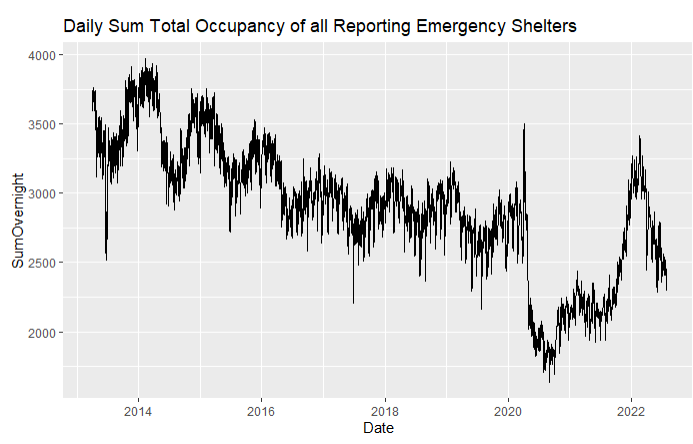 Daily Sum Total Occupancy of all Reporting Emergency Shelters
SumOvernight
4000
3500
3000
2500
2000
2014 2016 2018 2020 2022
Date